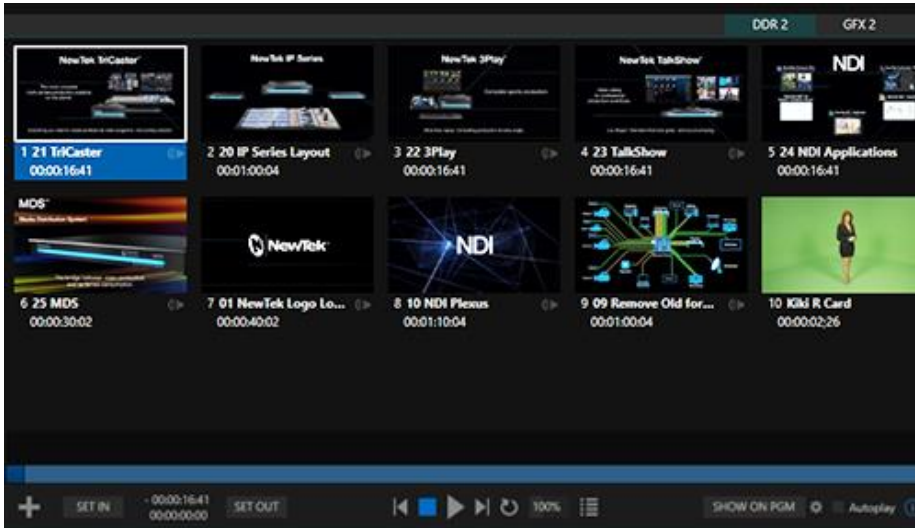 DDR 2 GFX 2
NewTek TriCaster
NewTek IP Series
NewTek 3Play
NewTek TalkShow
NDI
1 21 TriCaster
00:00:16:41
2 20 IP Series Layout
00:01:00:04
3 22 3Play
00:00:16:41
4 23 TalkShow
00:00:16:41
5 24 NDI Applications
00:00:16:41
MDS
Media Distribution System
NewTek
NDI
6 25 MDS
00:00:30:02
7 01 NewTek Logo Lo...
00:00:40:02
8 10 NDI Plexus
00:01:10:04
9 09 Remove Old for...
00:01:00:04
10 Kiki R Card
00:00:02;26
SET IN
- 00:00:16:41
00:00:00:00
SET OUT
100%
SHOW ON PGM
Autoplay